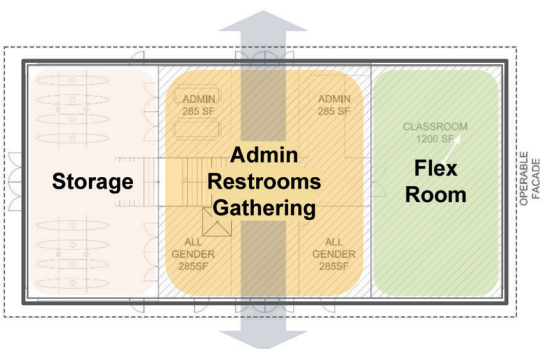 Storage
ADMIN
285 SF
ADMIN
285 SF
Admin
Restrooms
Gathering
ALL
GENDER
285SF
ALL
GENDER
285SF
CLASSROOM
1200 SF
Flex
Room
OPERABLE
FACADE